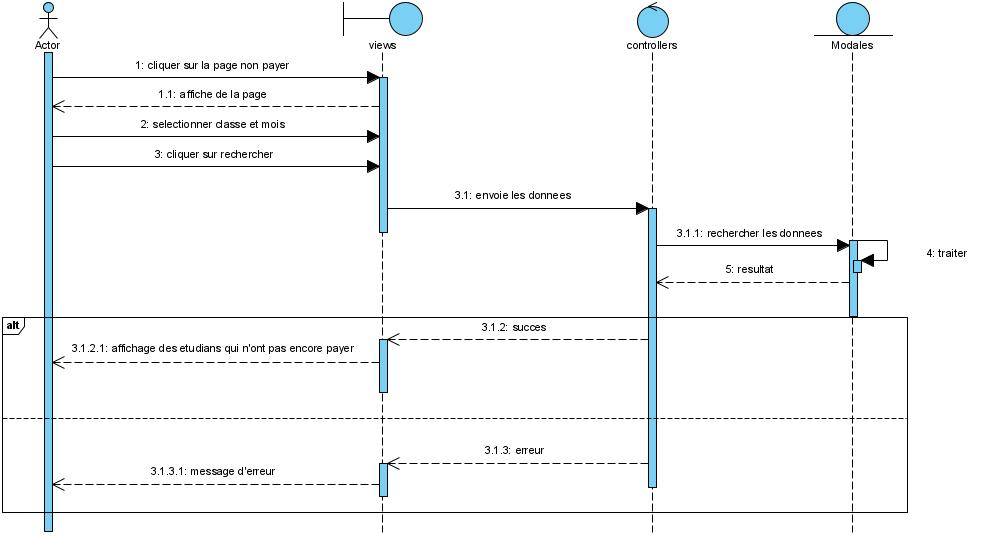 Actor
views
controllers
Modales
1: cliquer sur la page non payer
1.1: affiche de la page
2: selectionner classe et mois
3: cliquer sur rechercher
3.1: envoie les donnees
3.1.1: rechercher les donnees
4: traiter
5: resultat
alt
3.1.2: succes
3.1.2.1: affichage des etudians qui n'ont pas encore payer
3.1.3: erreur
3.1.3.1: message d'erreur